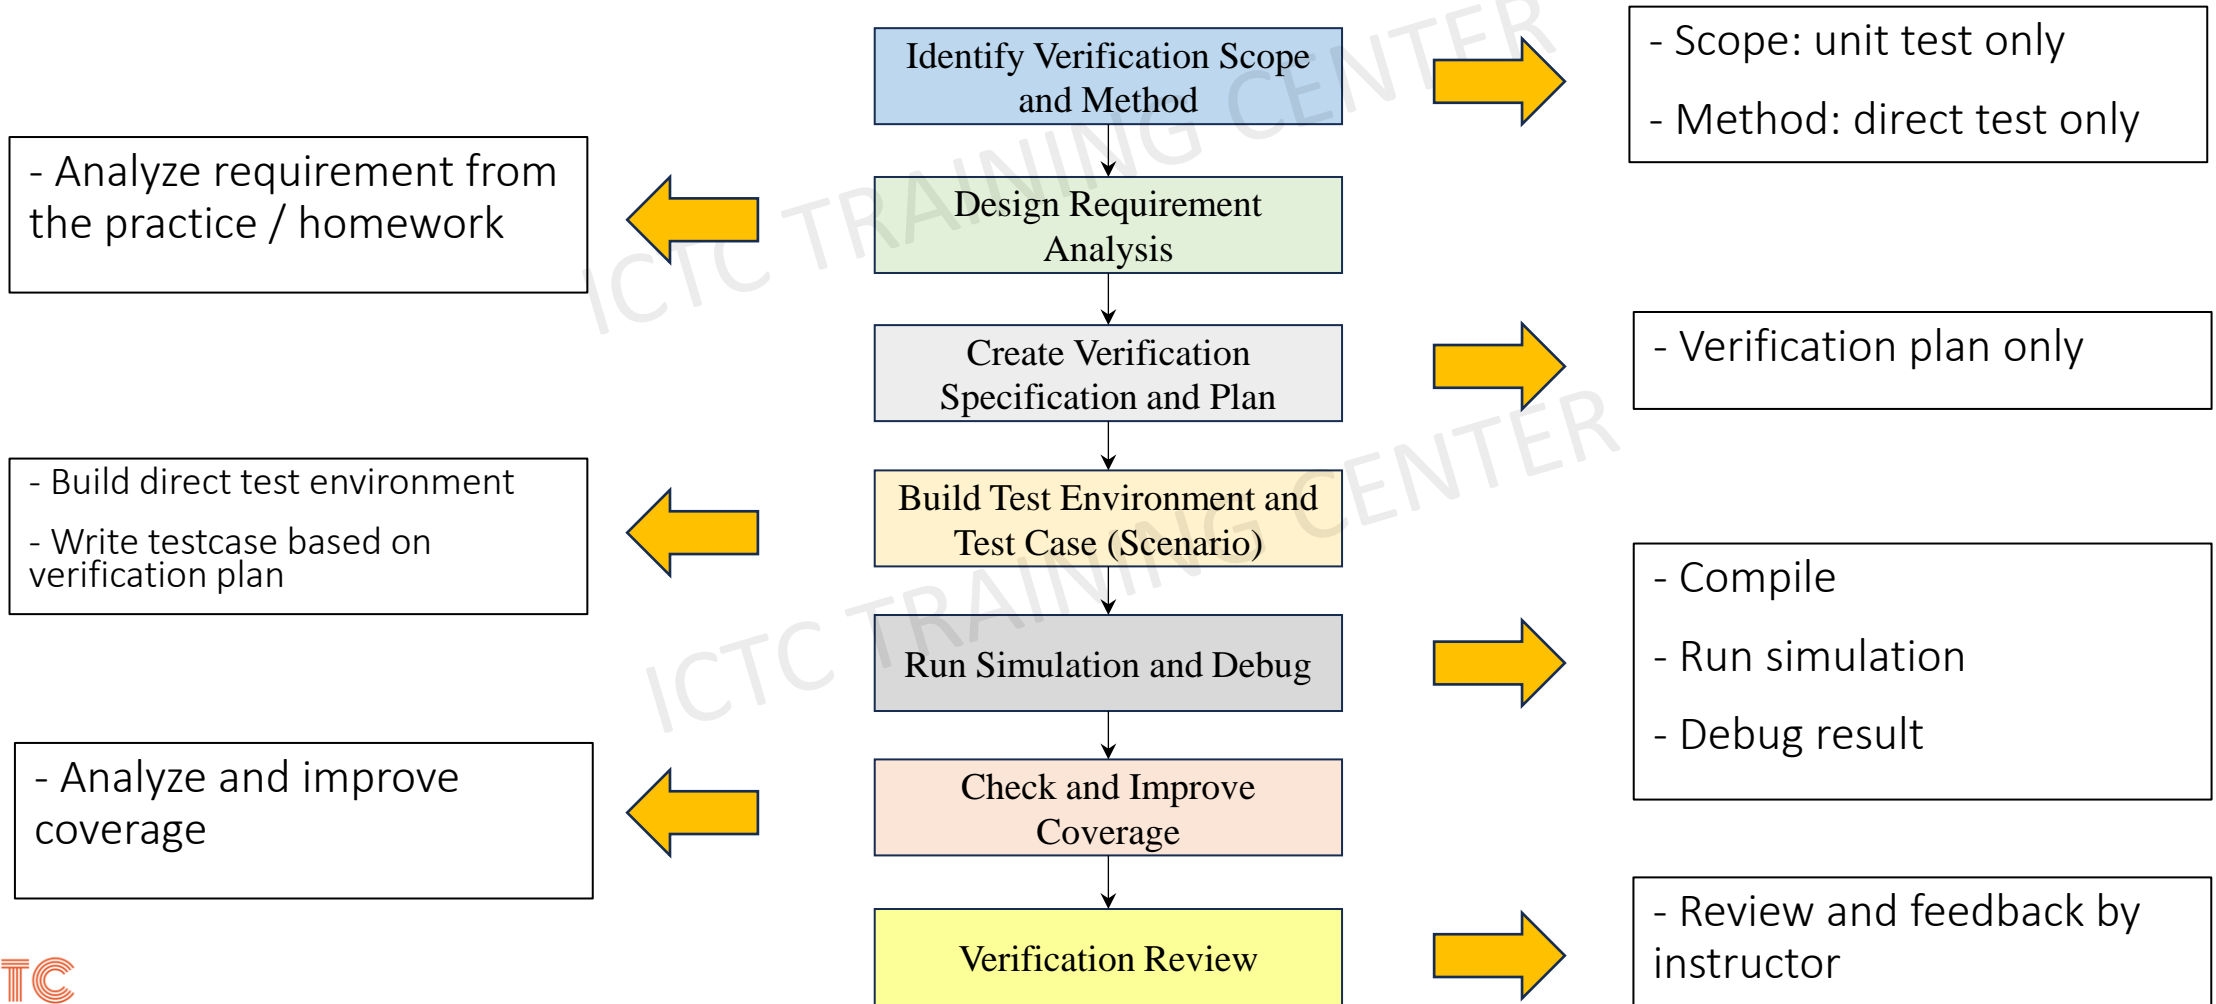 Identify Verification Scope
and Method
- Scope: unit test only
- Method: direct test only
- Analyze requirement from
the practice / homework
Design Requirement
Analysis
Create Verification
Specification and Plan
- Verification plan only
- Build direct test environment
- Write testcase based on
verification plan
Build Test Environment and
Test Case (Scenario)
Run Simulation and Debug
- Compile
- Run simulation
- Debug result
- Analyze and improve
coverage
Check and Improve
Coverage
Verification Review
- Review and feedback by
instructor
ICTC TRAINING CENTER
ICTC TRAINING CENTER
TC